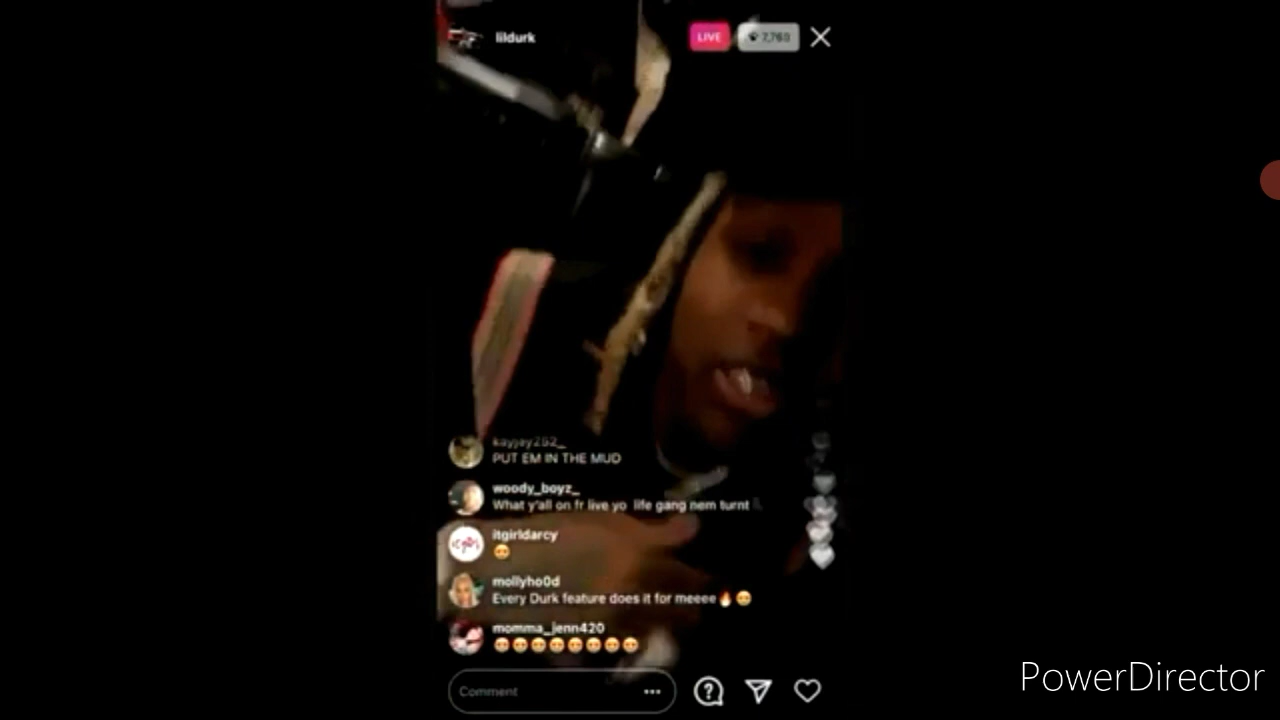 lildurk
LIVE
7,760
kayjay252_
PUT EM IN THE MUD
woody_boyz_
What y'all on fr live yo life gang nem turnt
itgirldarcy
mollyho0d
Every Durk feature does it for meeee🔥😊
momma_jenn420
Comment
PowerDirector